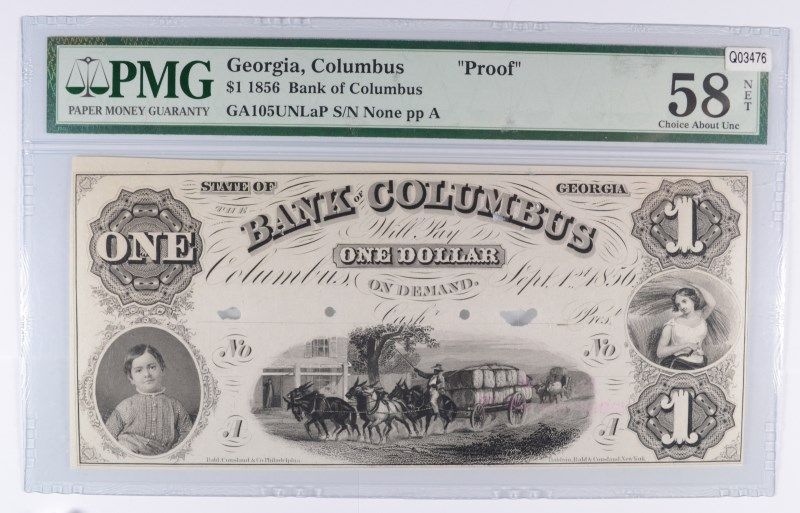 Q03476
PMG
PAPER MONEY GUARANTY
Georgia, Columbus "Proof"
$1 1856 Bank of Columbus
GA105UNLaP S/N None pp A
58 NET
Choice About Unc
STATE OF GEORGIA
THE BANK of COLUMBUS
ONE
1
Will Pay
ONE DOLLAR
ON DEMAND.
Columbus, Sept. 1st 1856
Cash. Prest.
No No
A A
1
Bald, Cousland & Co. Philadelphia
Baldwin, Bald & Cousland, New York